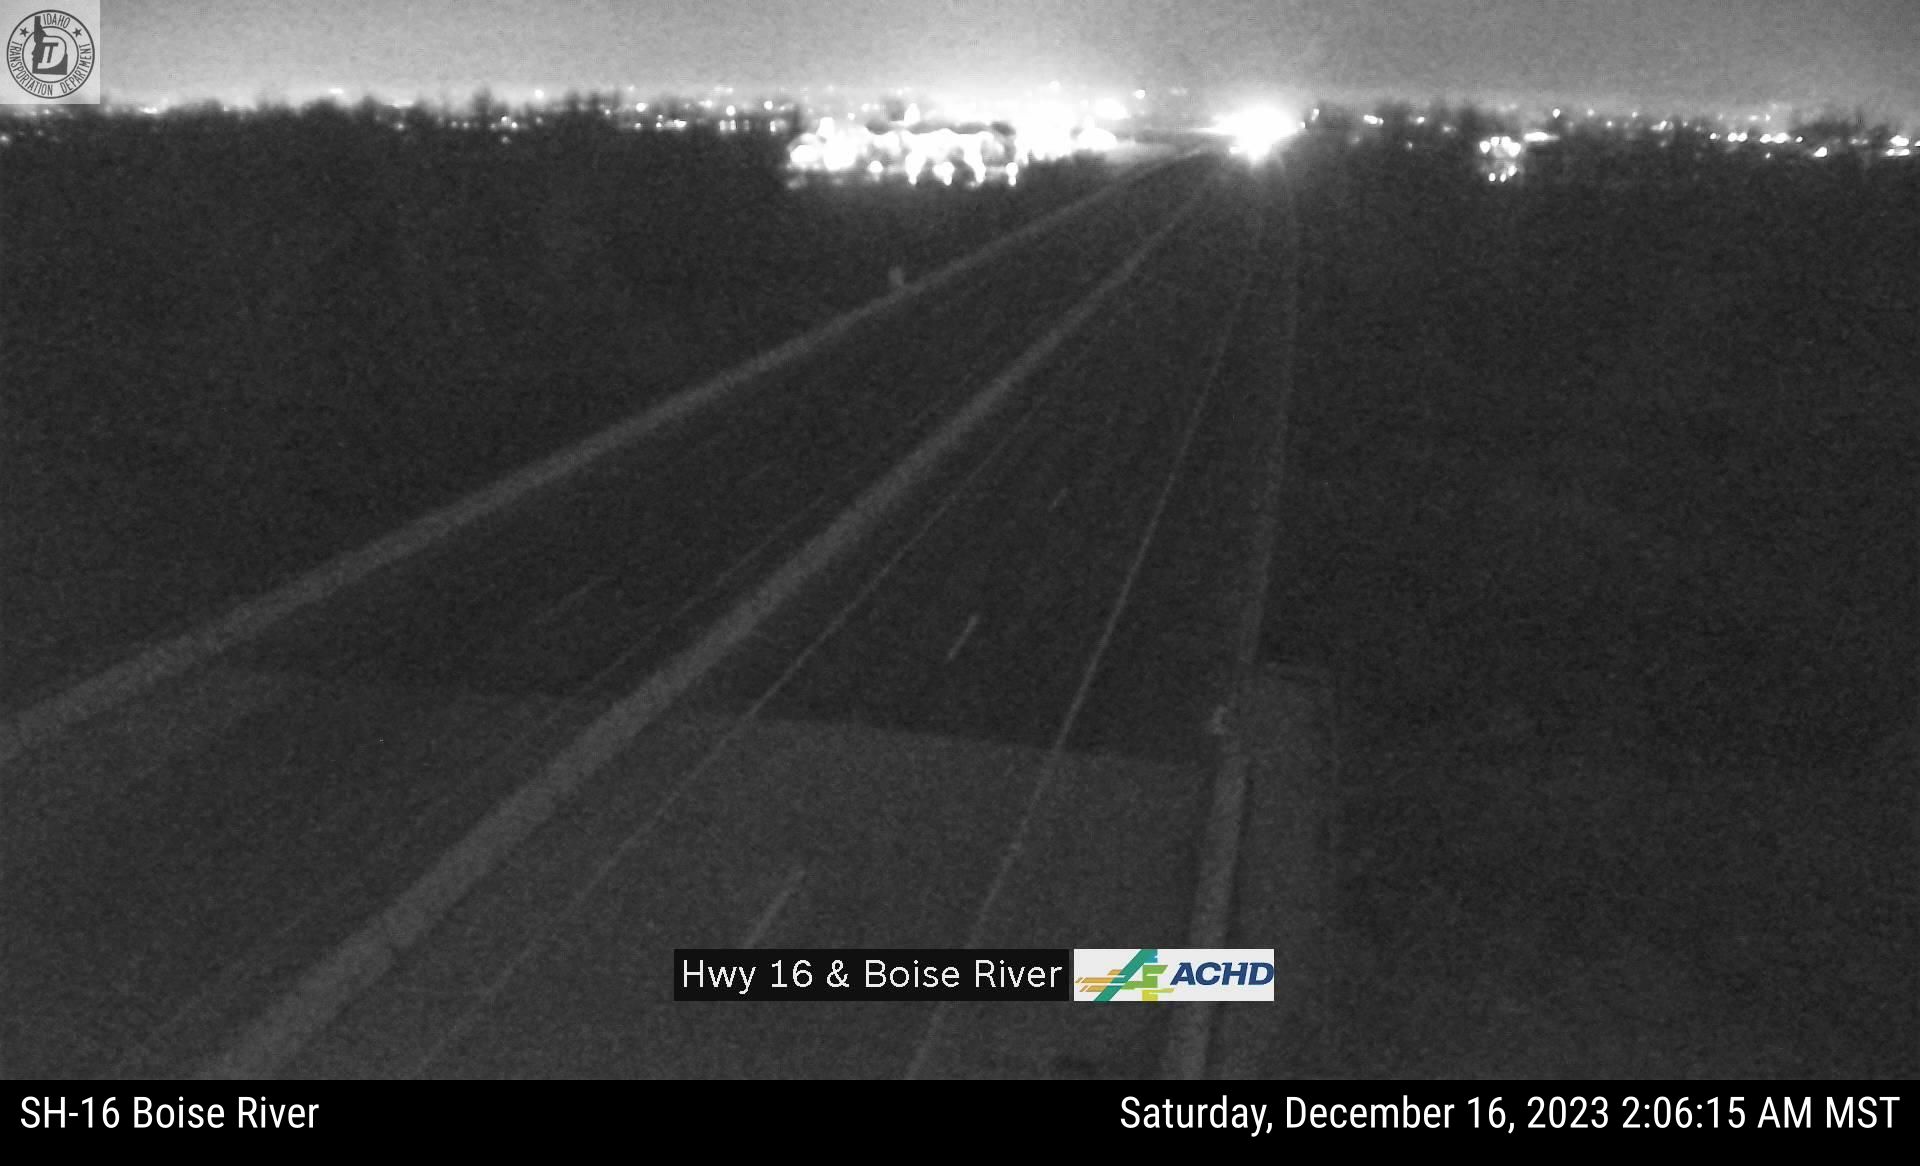 IDAHO
TRANSPORTATION DEPARTMENT
Hwy 16 & Boise River
ACHD
SH-16 Boise River
Saturday, December 16, 2023 2:06:15 AM MST